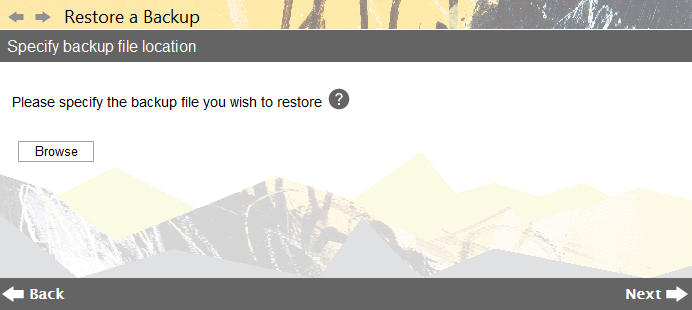 Restore a Backup
Specify backup file location
Please specify the backup file you wish to restore ?
Browse
Back Next